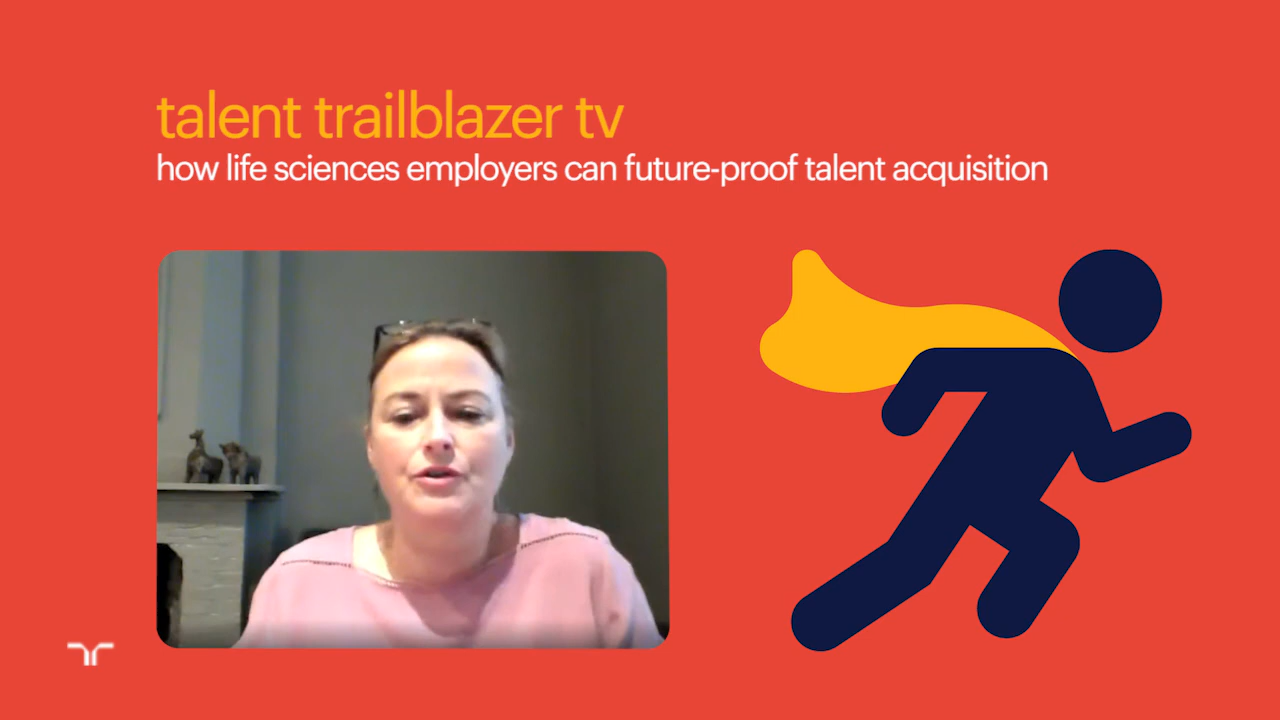 talent trailblazer tv
how life sciences employers can future-proof talent acquisition